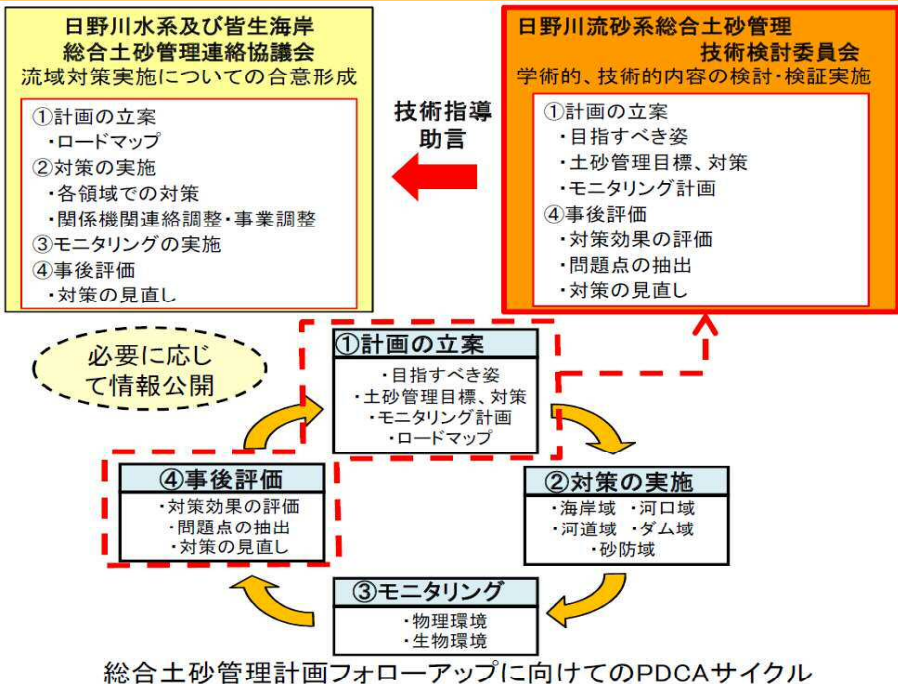 日野川水系及び皆生海岸
総合土砂管理連絡協議会
流域対策実施についての合意形成
①計画の立案
・ロードマップ
②対策の実施
・各領域での対策
・関係機関連絡調整・事業調整
③モニタリングの実施
④事後評価
・対策の見直し
技術指導
助言
日野川流砂系総合土砂管理
技術検討委員会
学術的、技術的内容の検討・検証実施
①計画の立案
・目指すべき姿
・土砂管理目標、対策
・モニタリング計画
④事後評価
・対策効果の評価
・問題点の抽出
・対策の見直し
必要に応じ
て情報公開
①計画の立案
・目指すべき姿
・土砂管理目標、対策
・モニタリング計画
・ロードマップ
②対策の実施
・海岸域 ・河口域
・河道域 ・ダム域
・砂防域
③モニタリング
・物理環境
・生物環境
④事後評価
・対策効果の評価
・問題点の抽出
・対策の見直し
総合土砂管理計画フォローアップに向けてのPDCAサイクル